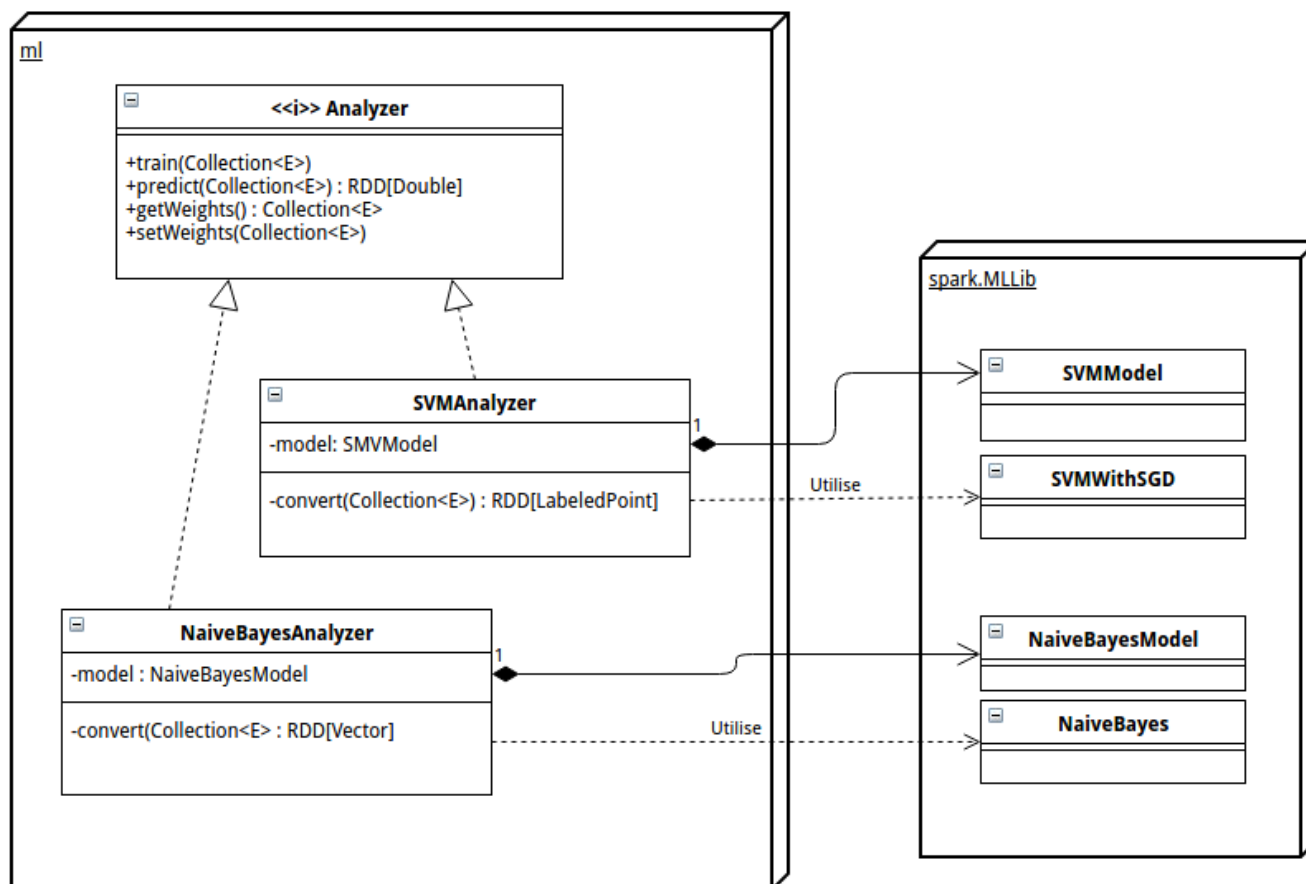 ml
<<i>> Analyzer
+train(Collection<E>)
+predict(Collection<E>) : RDD[Double]
+getWeights() : Collection<E>
+setWeights(Collection<E>)
SVMAnalyzer
-model: SMVModel
-convert(Collection<E>) : RDD[LabeledPoint]
1
Utilise
NaiveBayesAnalyzer
-model : NaiveBayesModel
-convert(Collection<E> : RDD[Vector]
1
Utilise
spark.MLLib
SVMModel
SVMWithSGD
NaiveBayesModel
NaiveBayes